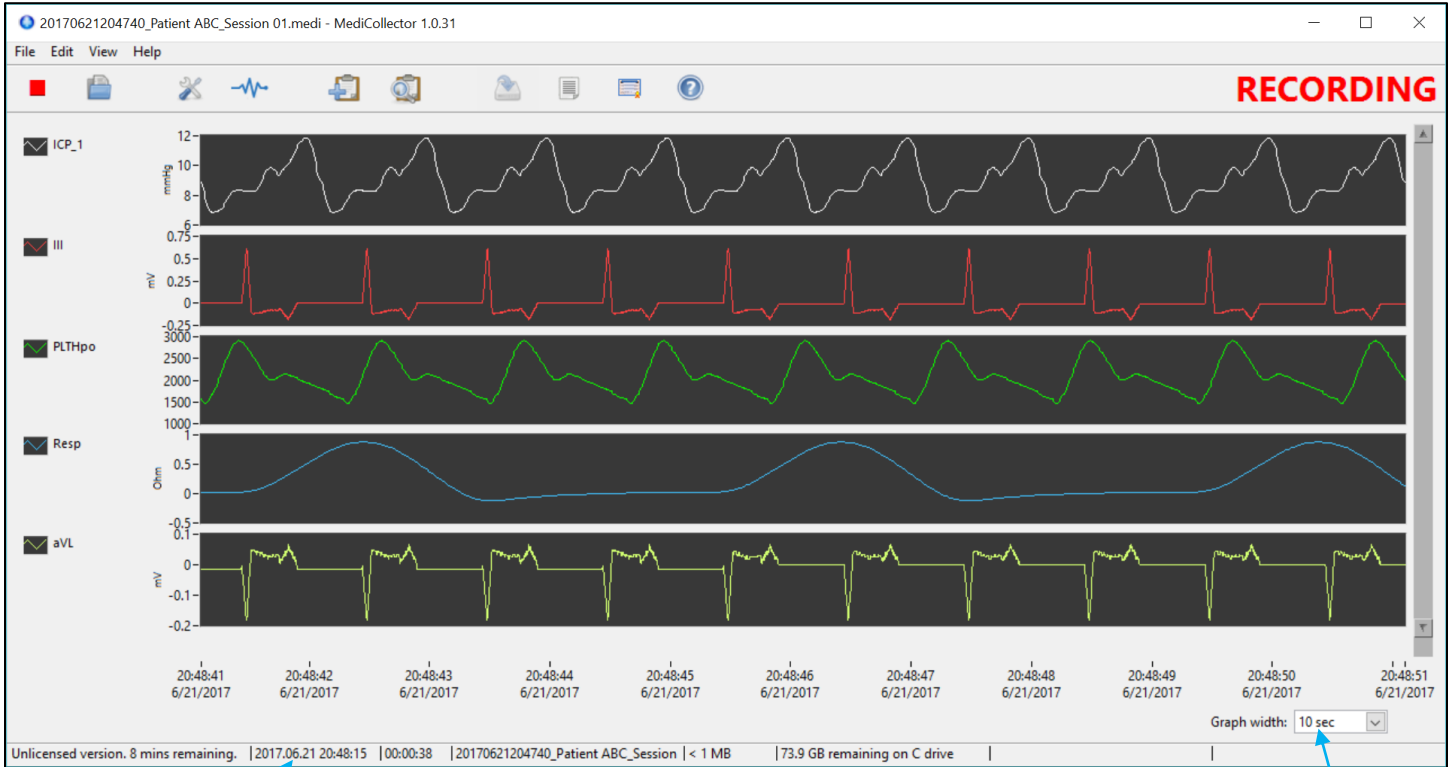 20170621204740_Patient ABC_Session 01.medi - MediCollector 1.0.31
File Edit View Help
RECORDING
ICP_1
mmHg
12
10
8
6
III
mV
0.75
0.5
0.25
0
-0.25
PLTHpo
3000
2500
2000
1500
1000
Resp
Ohm
1
0.5
0
-0.5
aVL
mV
0.1
0
-0.1
-0.2
20:48:41 20:48:42 20:48:43 20:48:44 20:48:45 20:48:46 20:48:47 20:48:48 20:48:49 20:48:50 20:48:51
6/21/2017 6/21/2017 6/21/2017 6/21/2017 6/21/2017 6/21/2017 6/21/2017 6/21/2017 6/21/2017 6/21/2017 6/21/2017
Graph width: 10 sec
Unlicensed version. 8 mins remaining. |2017.06.21 20:48:15 |00:00:38 |20170621204740_Patient ABC_Session |< 1 MB |73.9 GB remaining on C drive